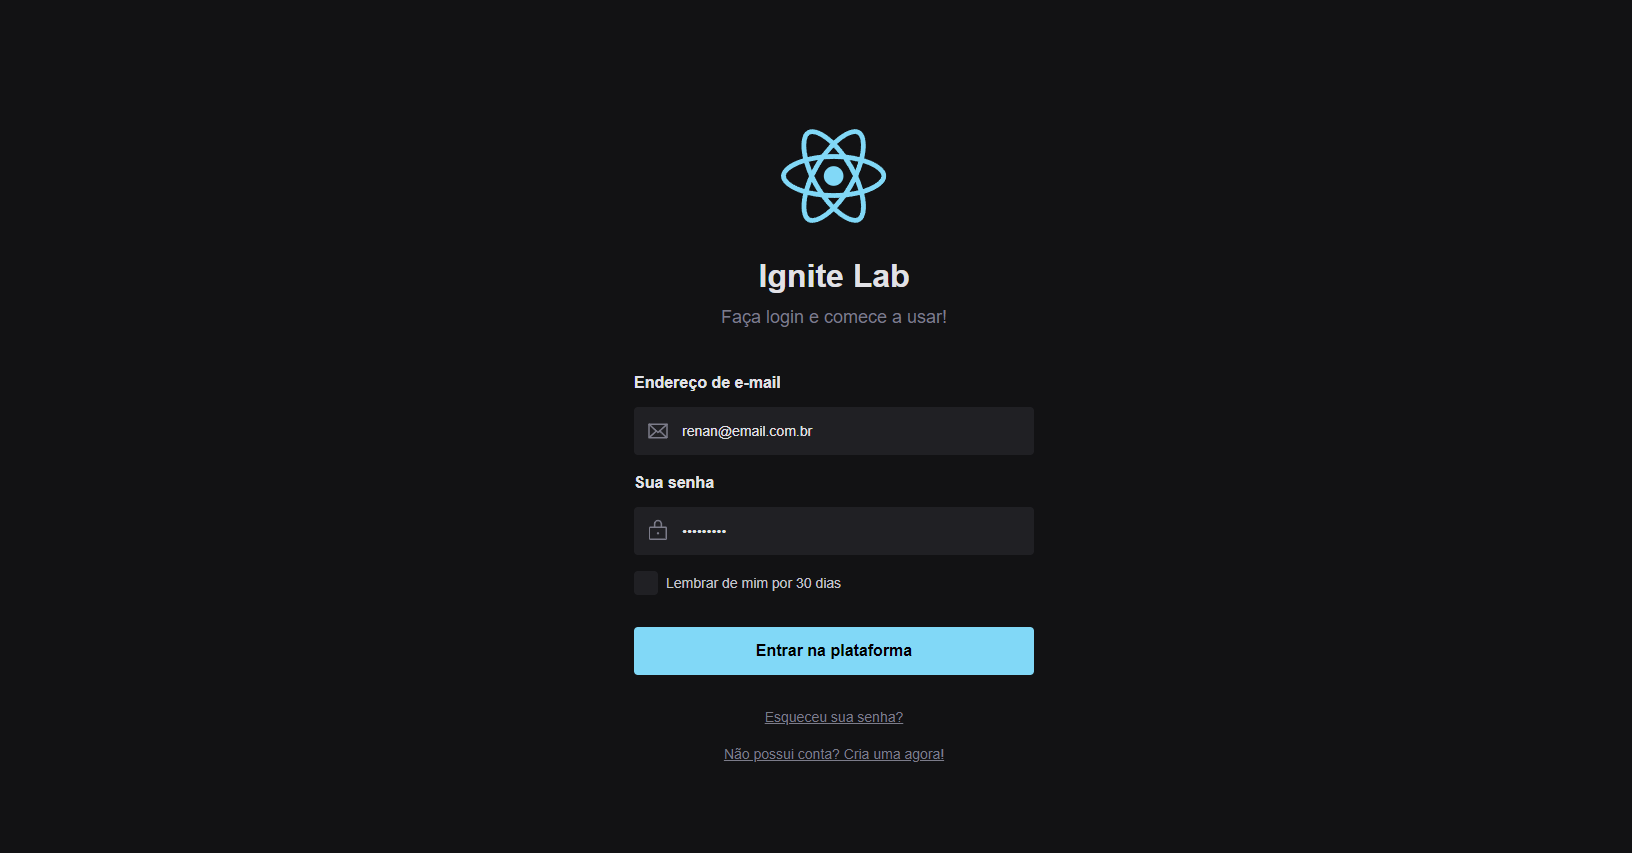 Ignite Lab
Faça login e comece a usar!
Endereço de e-mail
renan@email.com.br
Sua senha
•••••••••
Lembrar de mim por 30 dias
Entrar na plataforma
Esqueceu sua senha?
Não possui conta? Cria uma agora!